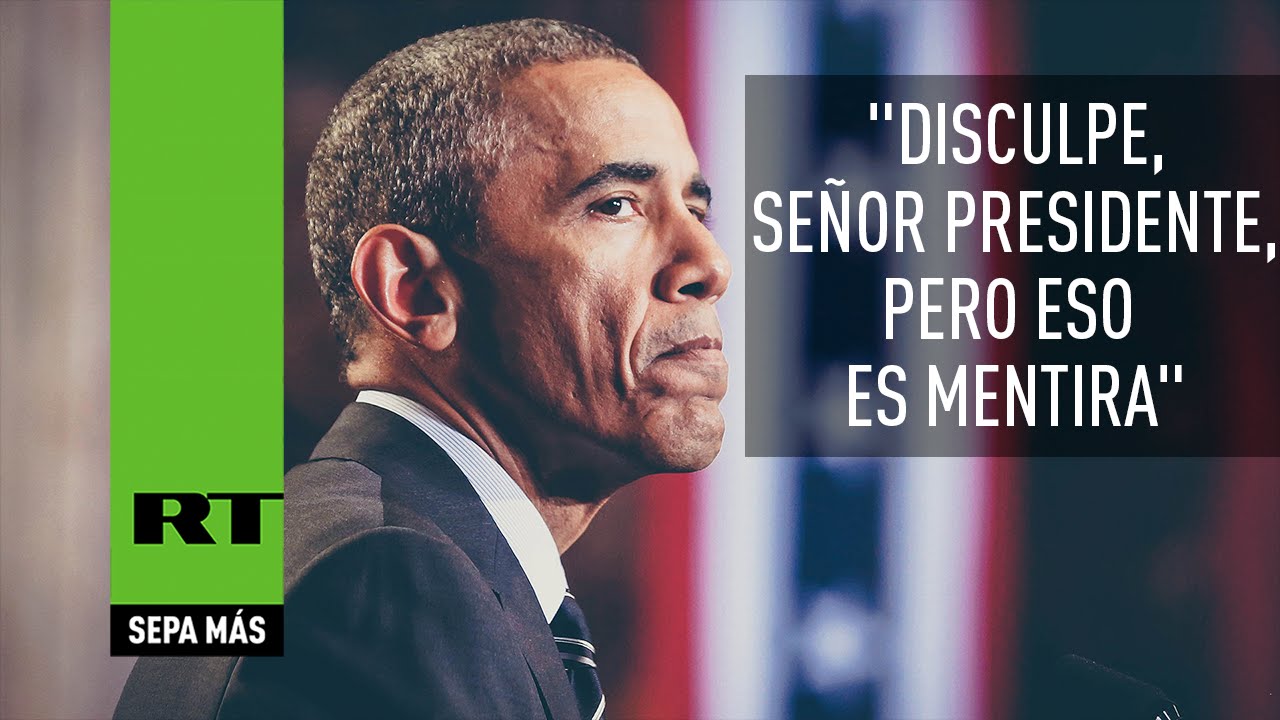 "DISCULPE,
SEÑOR PRESIDENTE,
PERO ESO
ES MENTIRA"
RT
SEPA MÁS